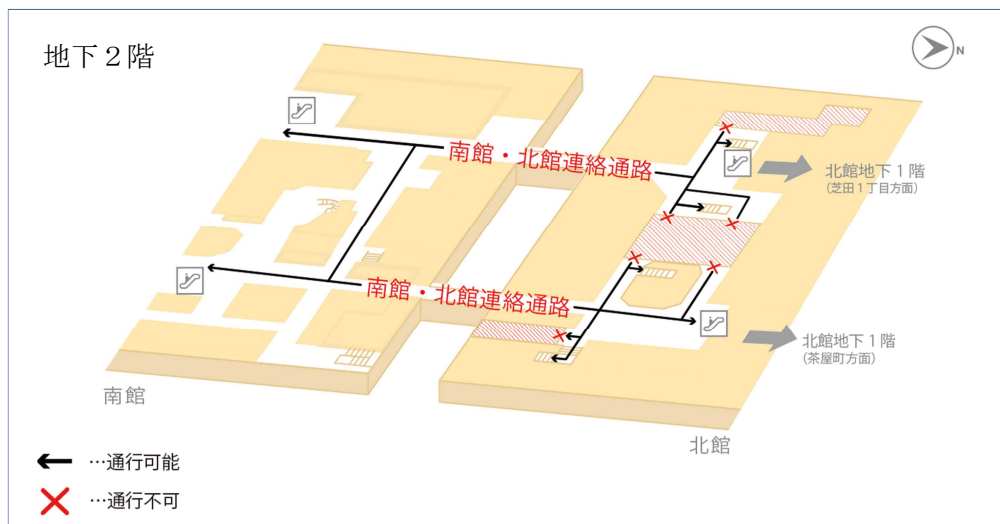 地下２階
N
南館・北館連絡通路
北館地下１階
（芝田１丁目方面）
南館・北館連絡通路
北館地下１階
（茶屋町方面）
南館
北館
…通行可能
…通行不可